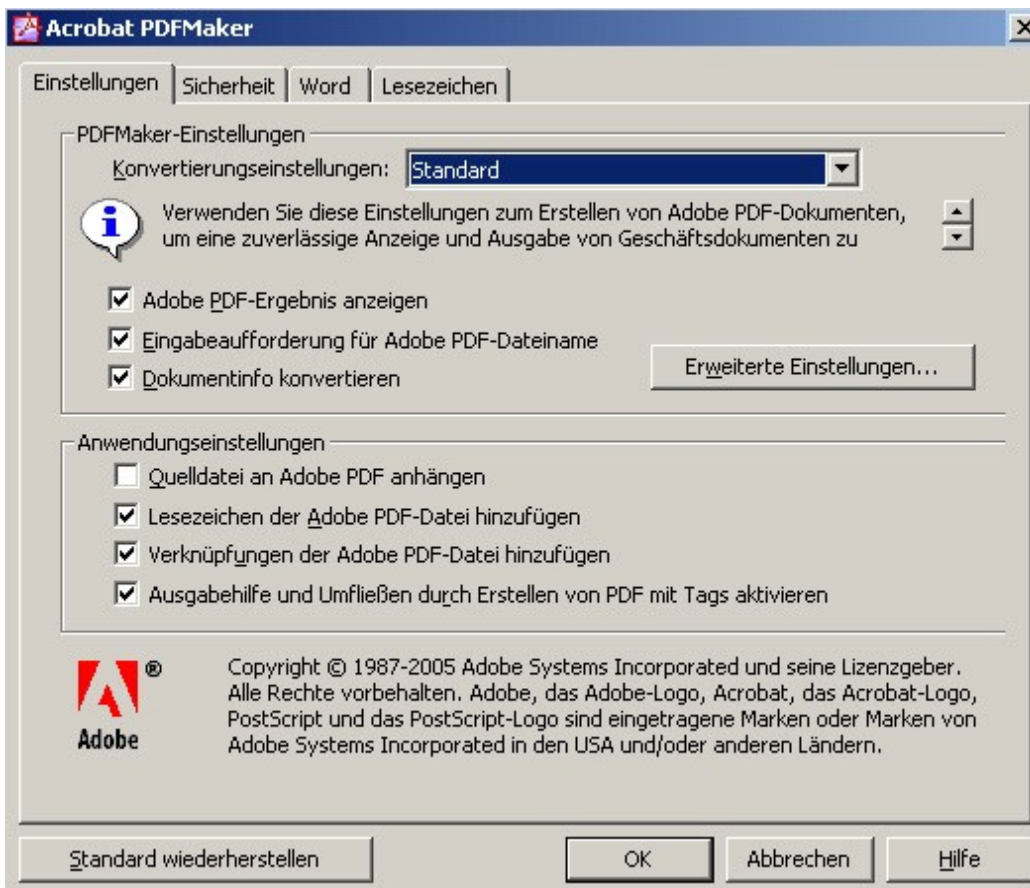 Acrobat PDFMaker
Einstellungen Sicherheit Word Lesezeichen
PDFMaker-Einstellungen
Konvertierungseinstellungen: Standard
Verwenden Sie diese Einstellungen zum Erstellen von Adobe PDF-Dokumenten,
um eine zuverlässige Anzeige und Ausgabe von Geschäftsdokumenten zu
Adobe PDF-Ergebnis anzeigen
Eingabeaufforderung für Adobe PDF-Dateiname
Dokumentinfo konvertieren
Erweiterte Einstellungen...
Anwendungseinstellungen
Quelldatei an Adobe PDF anhängen
Lesezeichen der Adobe PDF-Datei hinzufügen
Verknüpfungen der Adobe PDF-Datei hinzufügen
Ausgabehilfe und Umfließen durch Erstellen von PDF mit Tags aktivieren
Adobe ®
Copyright © 1987-2005 Adobe Systems Incorporated und seine Lizenzgeber.
Alle Rechte vorbehalten. Adobe, das Adobe-Logo, Acrobat, das Acrobat-Logo,
PostScript und das PostScript-Logo sind eingetragene Marken oder Marken von
Adobe Systems Incorporated in den USA und/oder anderen Ländern.
Standard wiederherstellen OK Abbrechen Hilfe